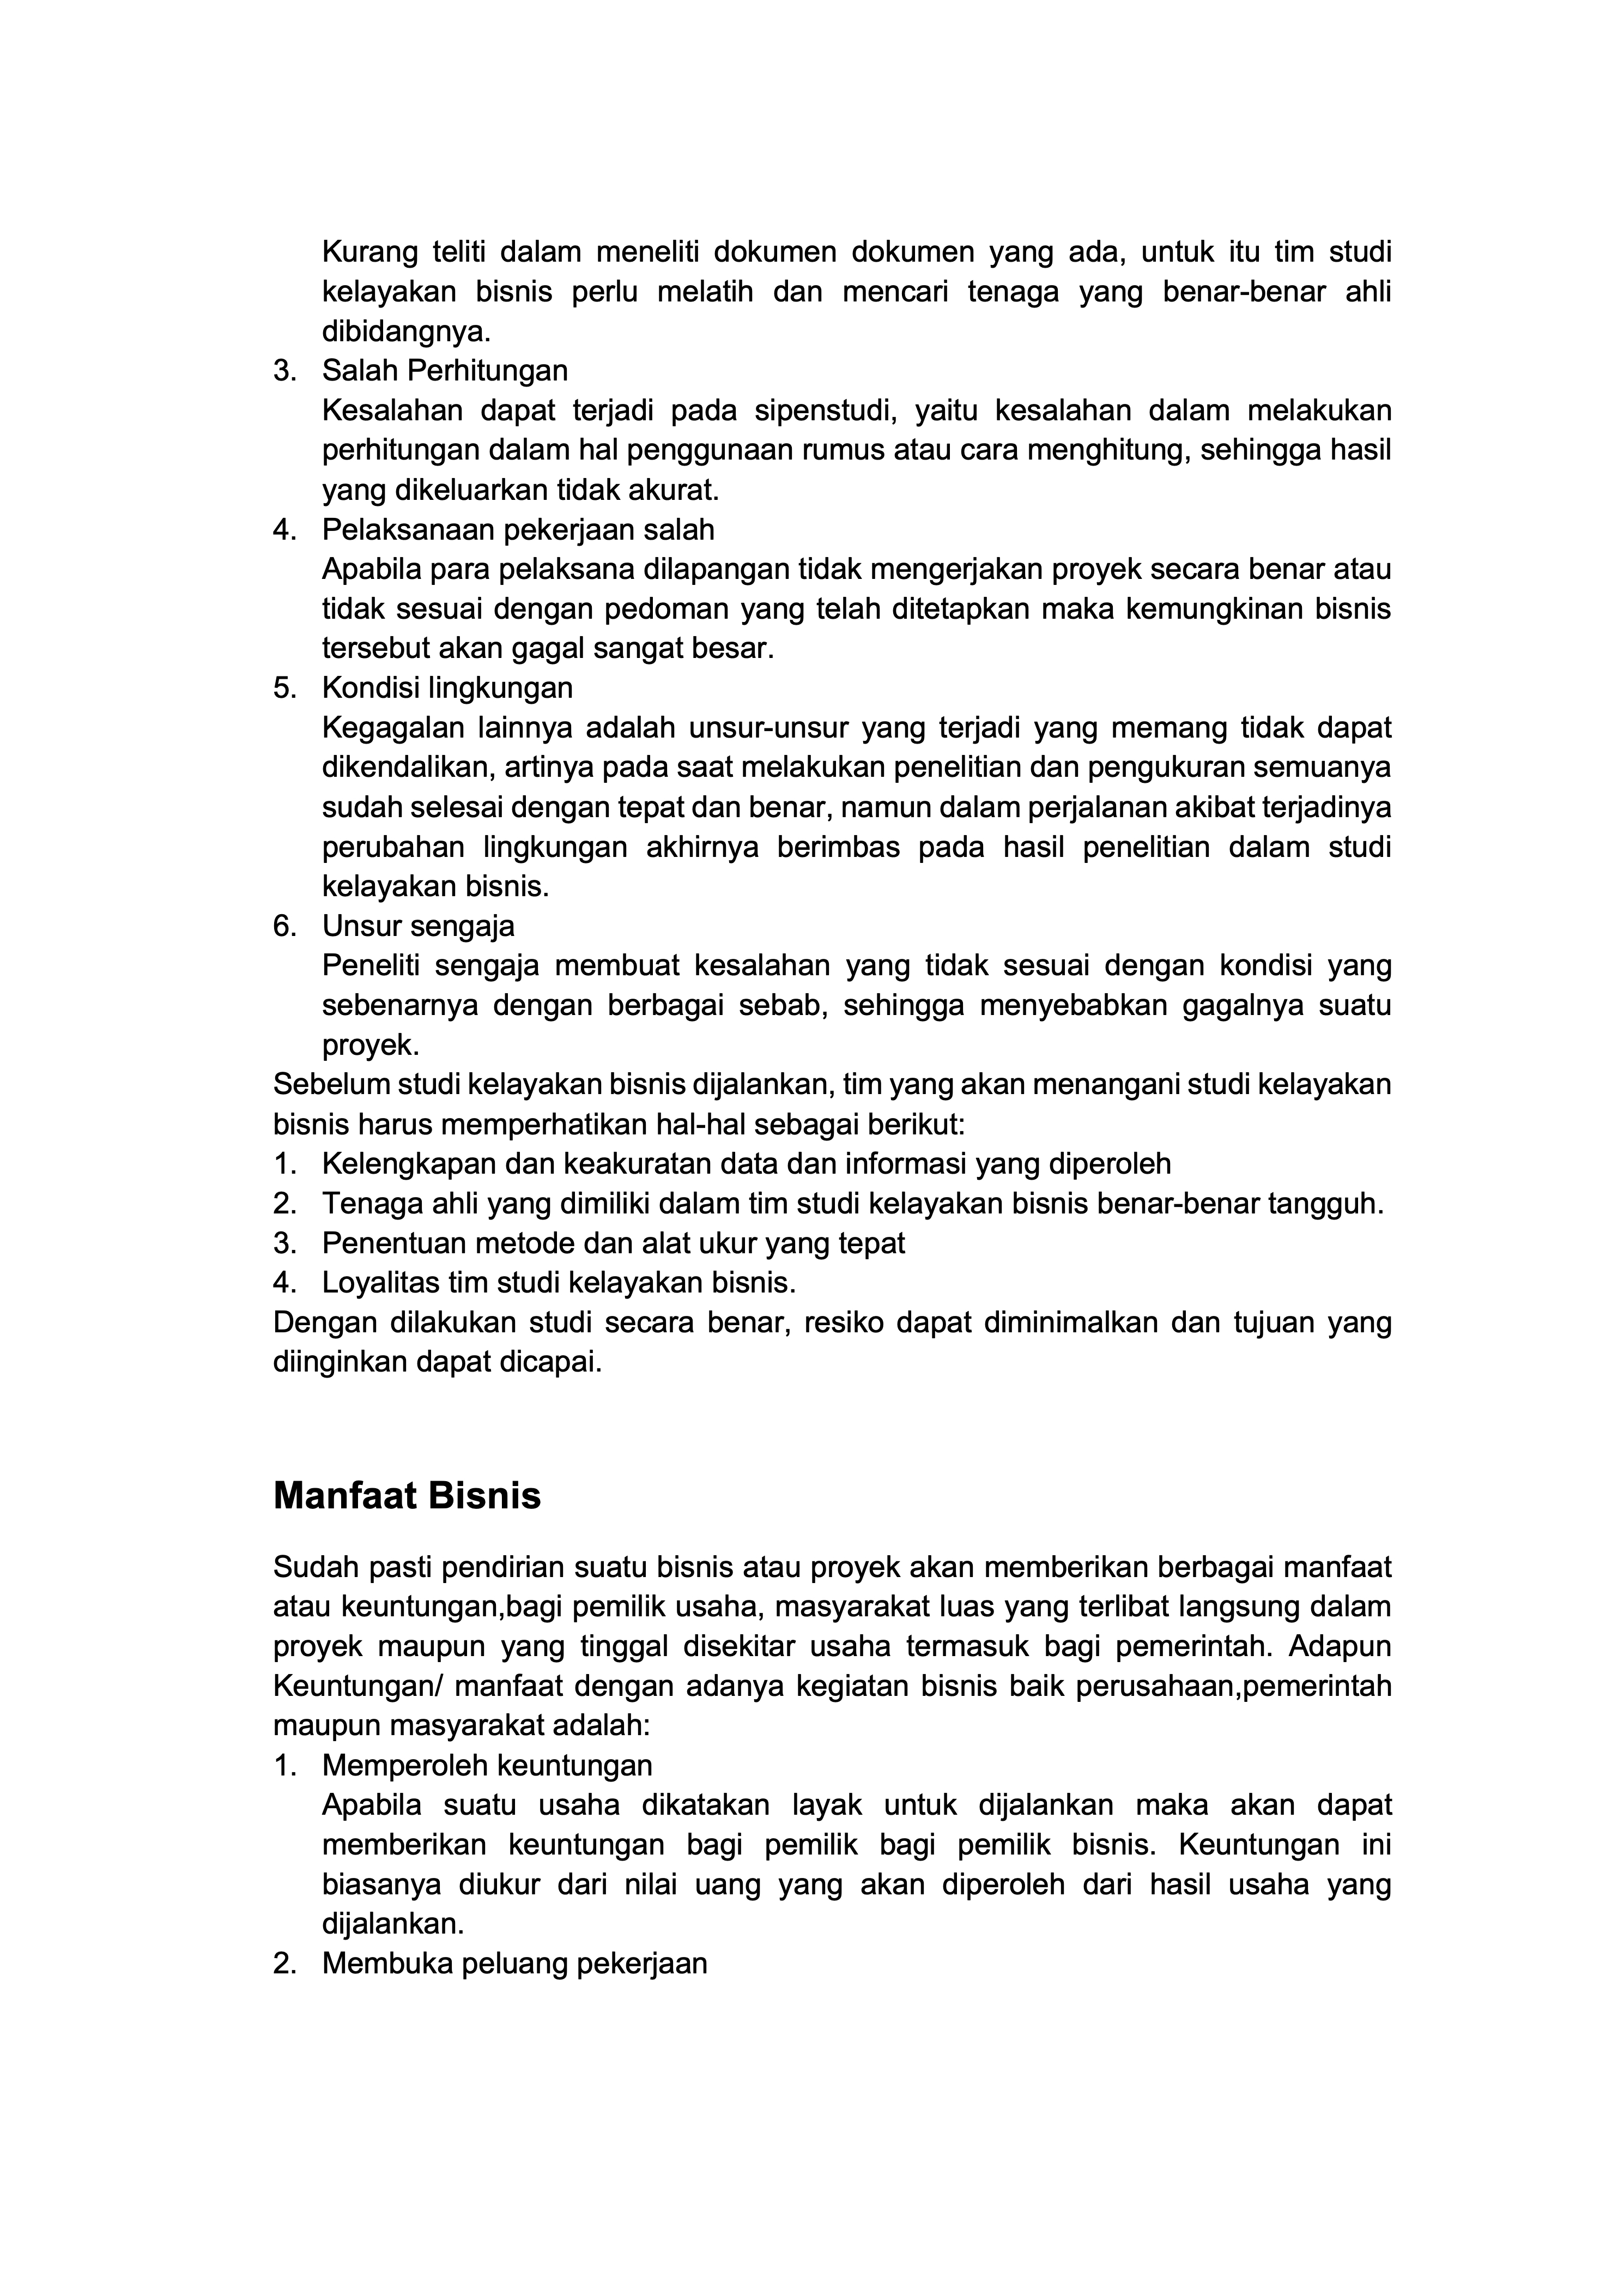 Kurang teliti dalam meneliti dokumen dokumen yang ada, untuk itu tim studi
kelayakan bisnis perlu melatih dan mencari tenaga yang benar-benar ahli
dibidangnya.
3. Salah Perhitungan
Kesalahan dapat terjadi pada sipenstudi, yaitu kesalahan dalam melakukan
perhitungan dalam hal penggunaan rumus atau cara menghitung, sehingga hasil
yang dikeluarkan tidak akurat.
4. Pelaksanaan pekerjaan salah
Apabila para pelaksana dilapangan tidak mengerjakan proyek secara benar atau
tidak sesuai dengan pedoman yang telah ditetapkan maka kemungkinan bisnis
tersebut akan gagal sangat besar.
5. Kondisi lingkungan
Kegagalan lainnya adalah unsur-unsur yang terjadi yang memang tidak dapat
dikendalikan, artinya pada saat melakukan penelitian dan pengukuran semuanya
sudah selesai dengan tepat dan benar, namun dalam perjalanan akibat terjadinya
perubahan lingkungan akhirnya berimbas pada hasil penelitian dalam studi
kelayakan bisnis.
6. Unsur sengaja
Peneliti sengaja membuat kesalahan yang tidak sesuai dengan kondisi yang
sebenarnya dengan berbagai sebab, sehingga menyebabkan gagalnya suatu
proyek.
Sebelum studi kelayakan bisnis dijalankan, tim yang akan menangani studi kelayakan
bisnis harus memperhatikan hal-hal sebagai berikut:
1. Kelengkapan dan keakuratan data dan informasi yang diperoleh
2. Tenaga ahli yang dimiliki dalam tim studi kelayakan bisnis benar-benar tangguh.
3. Penentuan metode dan alat ukur yang tepat
4. Loyalitas tim studi kelayakan bisnis.
Dengan dilakukan studi secara benar, resiko dapat diminimalkan dan tujuan yang
diinginkan dapat dicapai.
Manfaat Bisnis
Sudah pasti pendirian suatu bisnis atau proyek akan memberikan berbagai manfaat
atau keuntungan,bagi pemilik usaha, masyarakat luas yang terlibat langsung dalam
proyek maupun yang tinggal disekitar usaha termasuk bagi pemerintah. Adapun
Keuntungan/ manfaat dengan adanya kegiatan bisnis baik perusahaan,pemerintah
maupun masyarakat adalah:
1. Memperoleh keuntungan
Apabila suatu usaha dikatakan layak untuk dijalankan maka akan dapat
memberikan keuntungan bagi pemilik bagi pemilik bisnis. Keuntungan ini
biasanya diukur dari nilai uang yang akan diperoleh dari hasil usaha yang
dijalankan.
2. Membuka peluang pekerjaan